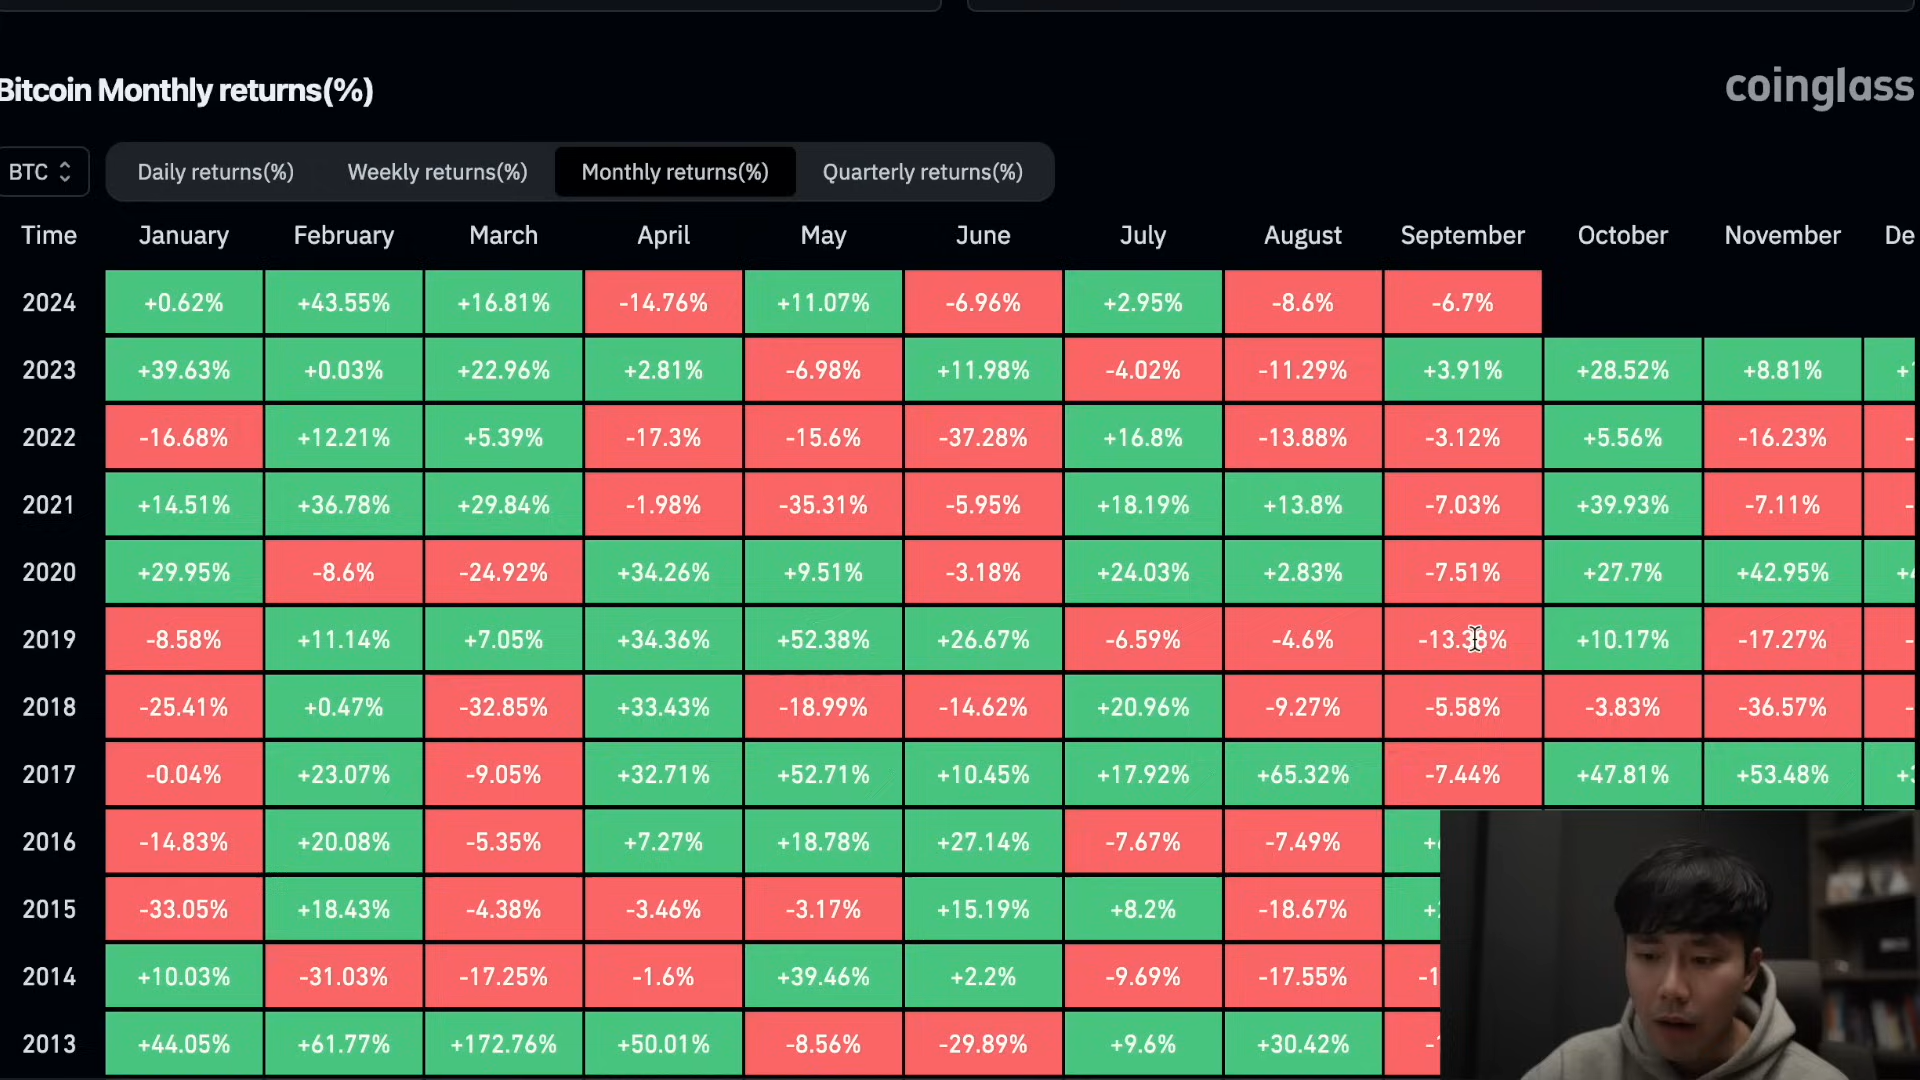 Bitcoin Monthly returns(%)
coinglass
BTC Daily returns(%) Weekly returns(%) Monthly returns(%) Quarterly returns(%)
Time January February March April May June July August September October November De
2024 +0.62% +43.55% +16.81% -14.76% +11.07% -6.96% +2.95% -8.6% -6.7%
2023 +39.63% +0.03% +22.96% +2.81% -6.98% +11.98% -4.02% -11.29% +3.91% +28.52% +8.81%
2022 -16.68% +12.21% +5.39% -17.3% -15.6% -37.28% +16.8% -13.88% -3.12% +5.56% -16.23% -
2021 +14.51% +36.78% +29.84% -1.98% -35.31% -5.95% +18.19% +13.8% -7.03% +39.93% -7.11% -
2020 +29.95% -8.6% -24.92% +34.26% +9.51% -3.18% +24.03% +2.83% -7.51% +27.7% +42.95%
2019 -8.58% +11.14% +7.05% +34.36% +52.38% +26.67% -6.59% -4.6% -13.38% +10.17% -17.27% -
2018 -25.41% +0.47% -32.85% +33.43% -18.99% -14.62% +20.96% -9.27% -5.58% -3.83% -36.57% -
2017 -0.04% +23.07% -9.05% +32.71% +52.71% +10.45% +17.92% +65.32% -7.44% +47.81% +53.48%
2016 -14.83% +20.08% -5.35% +7.27% +18.78% +27.14% -7.67% -7.49%
2015 -33.05% +18.43% -4.38% -3.46% -3.17% +15.19% +8.2% -18.67%
2014 +10.03% -31.03% -17.25% -1.6% +39.46% +2.2% -9.69% -17.55% -1
2013 +44.05% +61.77% +172.76% +50.01% -8.56% -29.89% +9.6% +30.42%